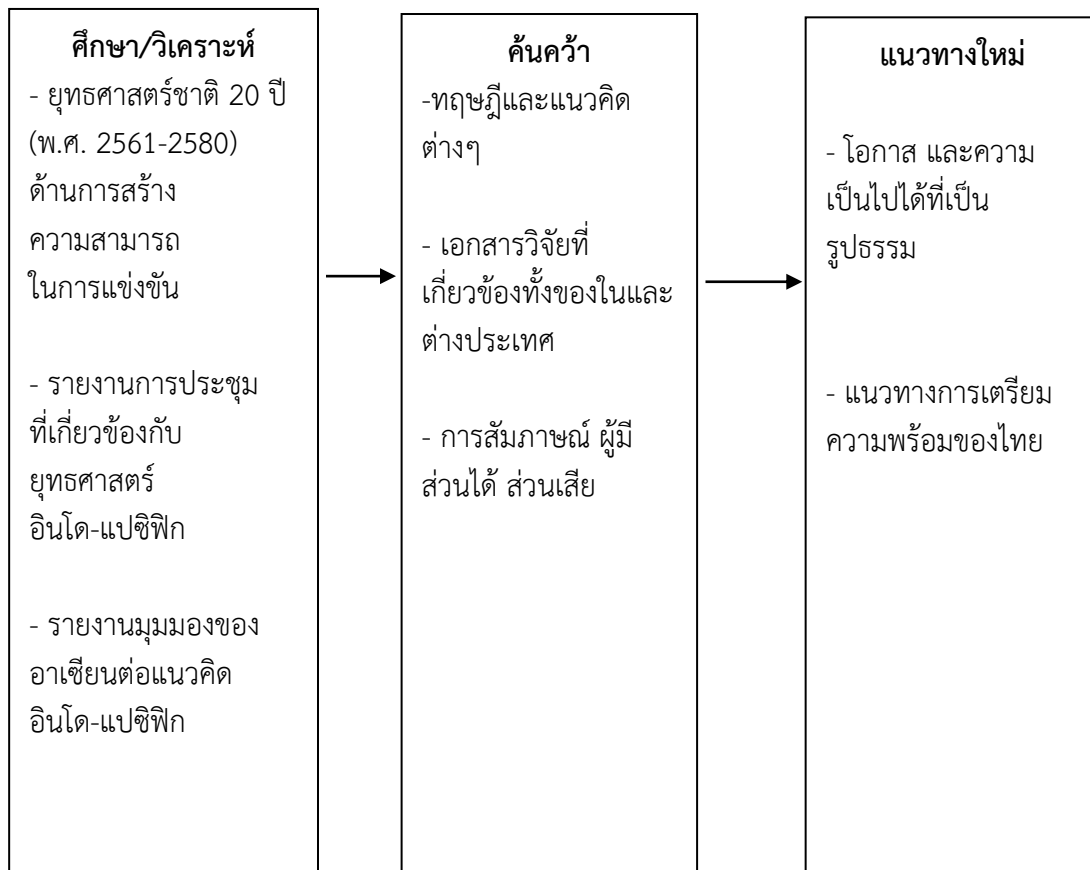 ศึกษา/วิเคราะห์
- ยุทธศาสตร์ชาติ 20 ปี
(พ.ศ. 2561-2580)
ด้านการสร้าง
ความสามารถ
ในการแข่งขัน
- รายงานการประชุม
ที่เกี่ยวข้องกับ
ยุทธศาสตร์
อินโด-แปซิฟิก
- รายงานมุมมองของ
อาเซียนต่อแนวคิด
อินโด-แปซิฟิก
ค้นคว้า
-ทฤษฎีและแนวคิด
ต่างๆ
- เอกสารวิจัยที่
เกี่ยวข้องทั้งของในและ
ต่างประเทศ
- การสัมภาษณ์ ผู้มี
ส่วนได้ ส่วนเสีย
แนวทางใหม่
- โอกาส และความ
เป็นไปได้ที่เป็น
รูปธรรม
- แนวทางการเตรียม
ความพร้อมของไทย